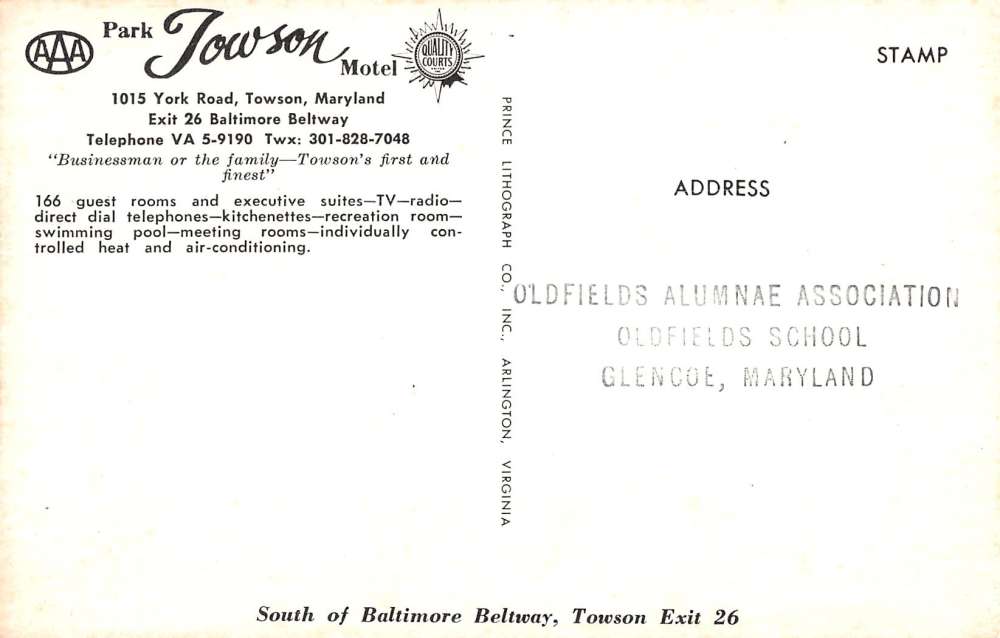 AAA
Park Towson Motel
QUALITY
COURTS
1015 York Road, Towson, Maryland
Exit 26 Baltimore Beltway
Telephone VA 5-9190 Twx: 301-828-7048
"Businessman or the family—Towson's first and
finest"
166 guest rooms and executive suites—TV—radio—
direct dial telephones—kitchenettes—recreation room—
swimming pool—meeting rooms—individually con-
trolled heat and air-conditioning.
PRINCE LITHOGRAPH CO., INC., ARLINGTON, VIRGINIA
STAMP
ADDRESS
OLDFIELDS ALUMNAE ASSOCIATION
OLDFIELDS SCHOOL
GLENCOE, MARYLAND
South of Baltimore Beltway, Towson Exit 26